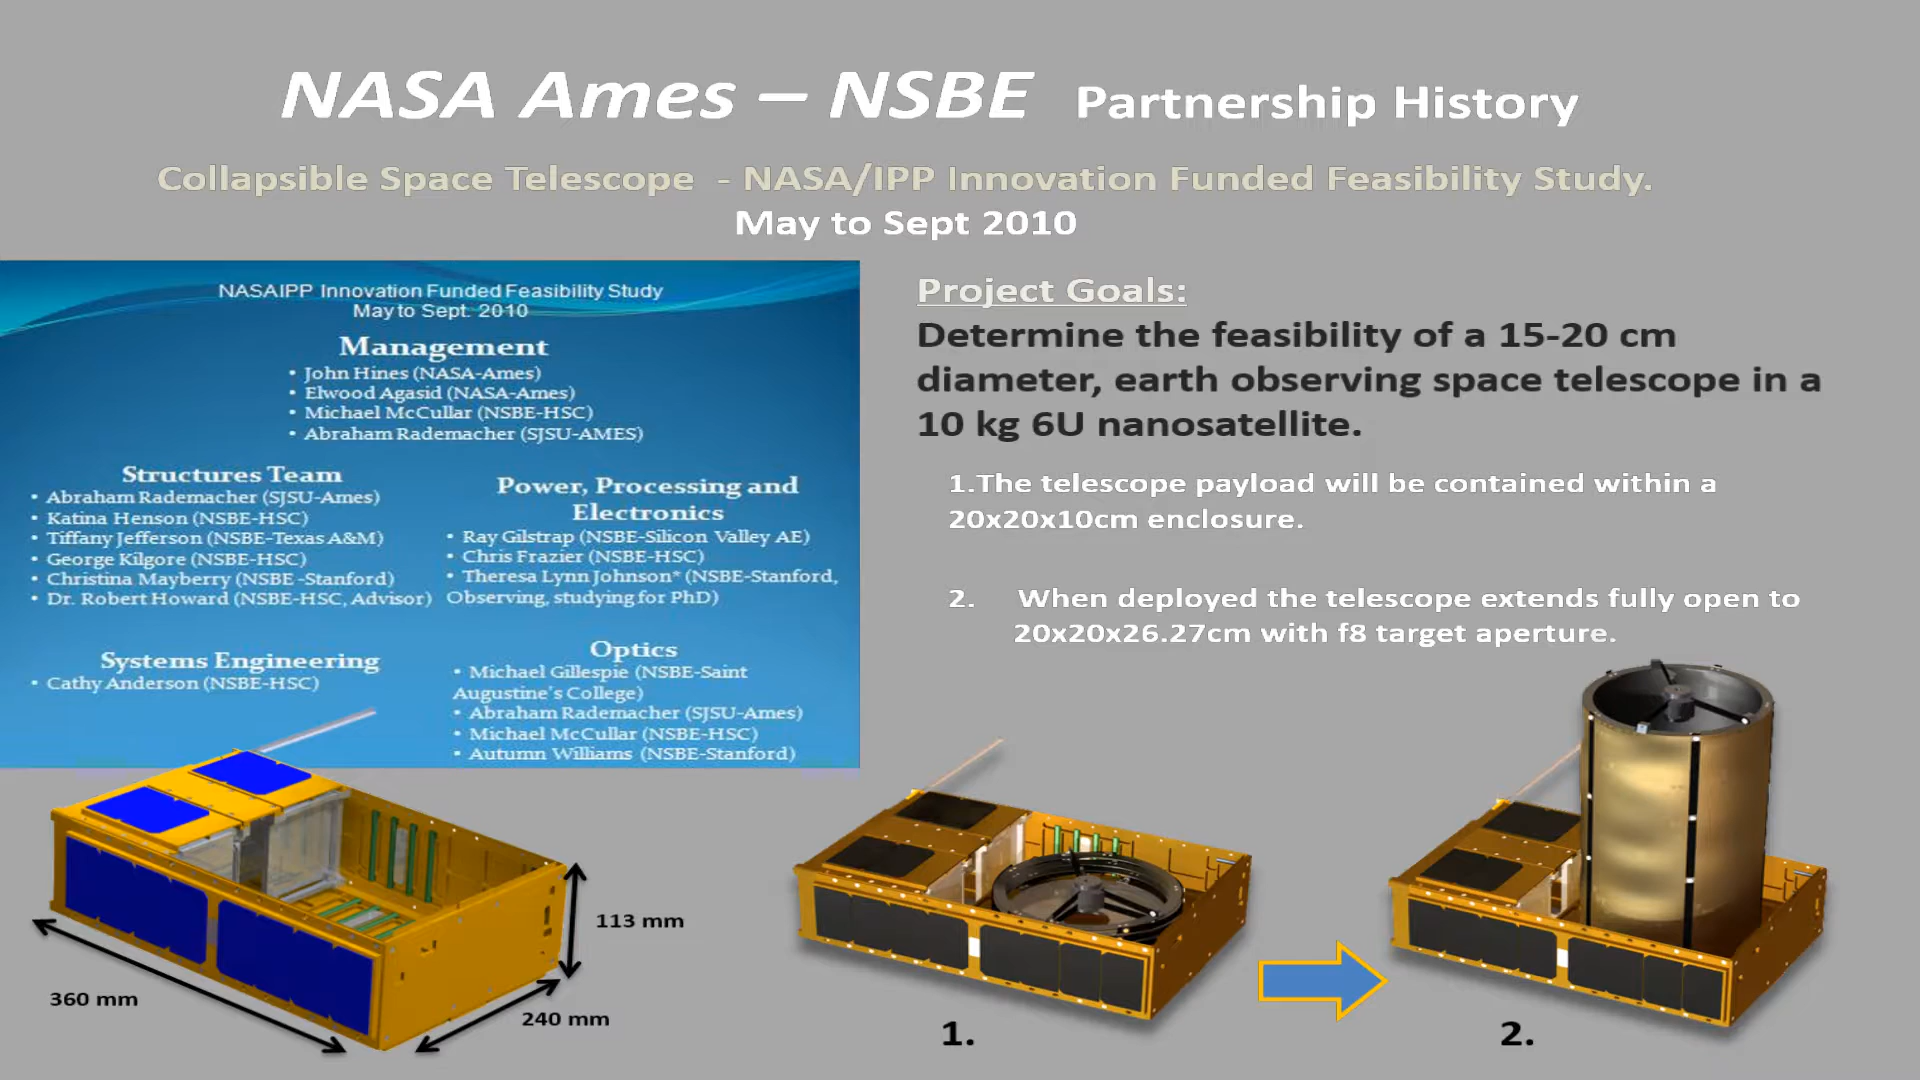 NASA Ames – NSBE Partnership History
Collapsible Space Telescope - NASA/IPP Innovation Funded Feasibility Study.
May to Sept 2010
NASAIPP Innovation Funded Feasibility Study
May to Sept. 2010
Management
• John Hines (NASA-Ames)
• Elwood Agasid (NASA-Ames)
• Michael McCullar (NSBE-HSC)
• Abraham Rademacher (SJSU-AMES)
Structures Team
• Abraham Rademacher (SJSU-Ames)
• Katina Henson (NSBE-HSC)
• Tiffany Jefferson (NSBE-Texas A&M)
• George Kilgore (NSBE-HSC)
• Christina Mayberry (NSBE -Stanford)
• Dr. Robert Howard (NSBE-HSC, Advisor)
Power, Processing and
Electronics
• Ray Gilstrap (NSBE-Silicon Valley AE)
• Chris Frazier (NSBE-HSC)
• Theresa Lynn Johnson* (NSBE-Stanford,
Observing, studying for PhD)
Systems Engineering
• Cathy Anderson (NSBE-HSC)
Optics
• Michael Gillespie (NSBE-Saint
Augustine's College)
• Abraham Rademacher (SJSU-Ames)
• Michael McCullar (NSBE-HSC)
• Autumn Williams (NSBE-Stanford)
Project Goals:
Determine the feasibility of a 15-20 cm
diameter, earth observing space telescope in a
10 kg 6U nanosatellite.
1.The telescope payload will be contained within a
20x20x10cm enclosure.
2. When deployed the telescope extends fully open to
20x20x26.27cm with f8 target aperture.
113 mm
360 mm
240 mm
1.
2.